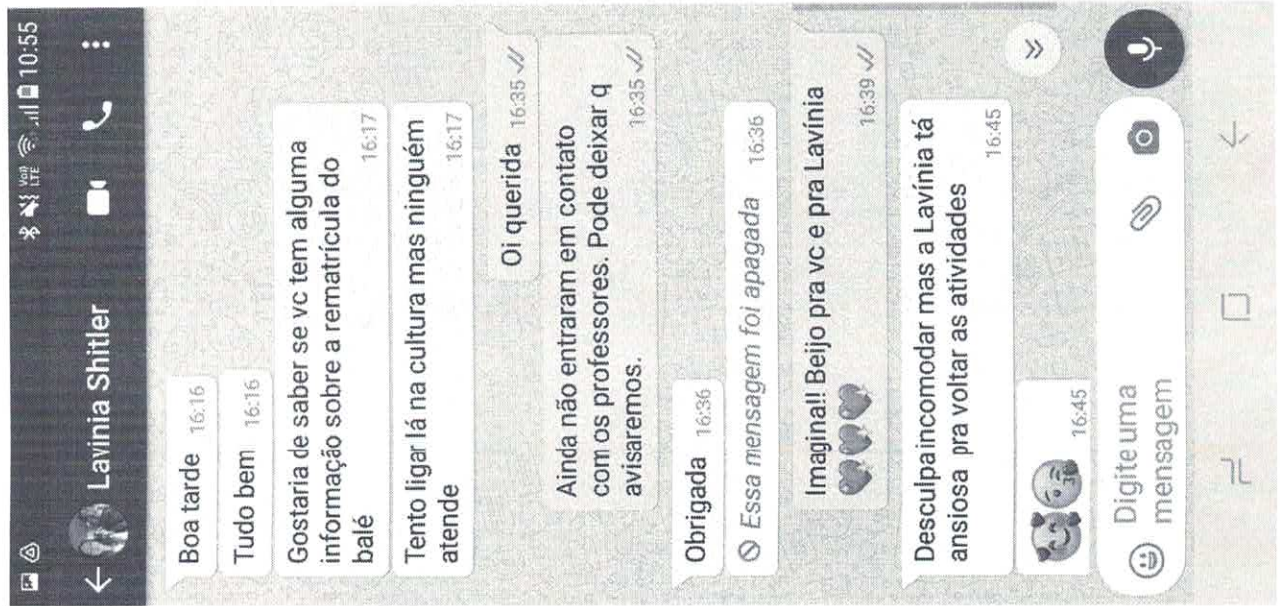 10:55
Lavinia Shitler
Boa tarde 16:16
Tudo bem 16:16
Gostaria de saber se vc tem alguma
informação sobre a rematrícula do
balé 16:17
Tento ligar lá na cultura mas ninguém
atende 16:17
Oi querida 16:35
Ainda não entraram em contato
com os professores. Pode deixar q
avisaremos. 16:35
Obrigada 16:36
Essa mensagem foi apagada 16:36
Imagina!! Beijo pra vc e pra Lavínia
16:39
Desculpaincomodar mas a Lavínia tá
ansiosa pra voltar as atividades
16:45
16:45
Digite uma
mensagem